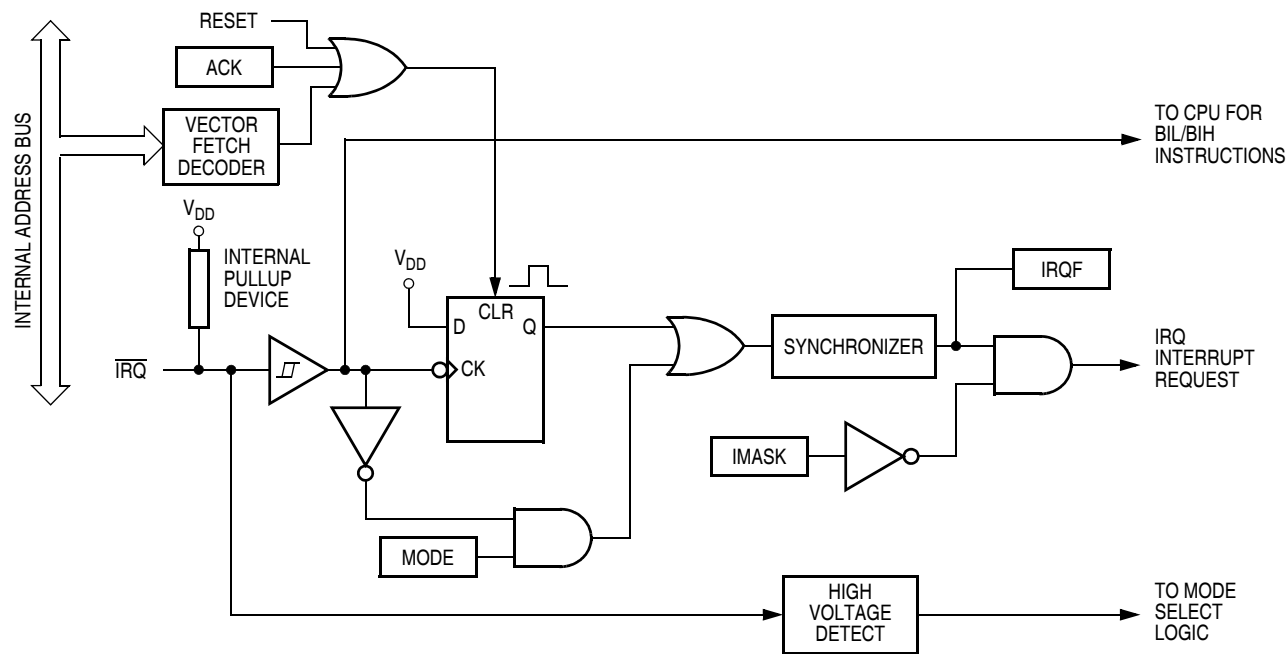 RESET
ACK
INTERNAL ADDRESS BUS
VECTOR
FETCH
DECODER
TO CPU FOR
BIL/BIH
INSTRUCTIONS
VDD
INTERNAL
PULLUP
DEVICE
VDD
D
CLR
Q
CK
IRQF
SYNCHRONIZER
IRQ
INTERRUPT
REQUEST
IRQ
IMASK
MODE
HIGH
VOLTAGE
DETECT
TO MODE
SELECT
LOGIC